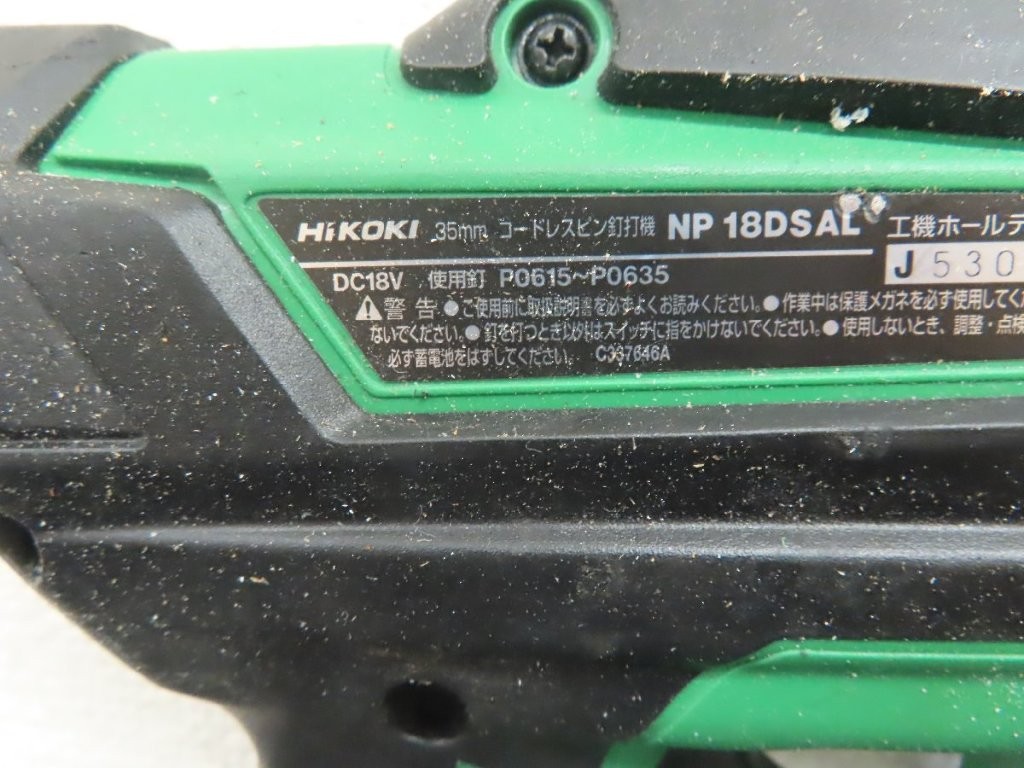 HiKOKI 35mm コードレスピン釘打機 NP 18DSAL 工機ホールデ
DC18V 使用釘 P0615～P0635 J530
⚠警告 ●ご使用前に取扱説明書を必ずよくお読みください。●作業中は保護メガネを必ず使用してくだ
ないでください。●釘を打つとき以外はスイッチに指をかけないでください。●使用しないとき、調整・点検
必ず蓄電池をはずしてください。 C337646A